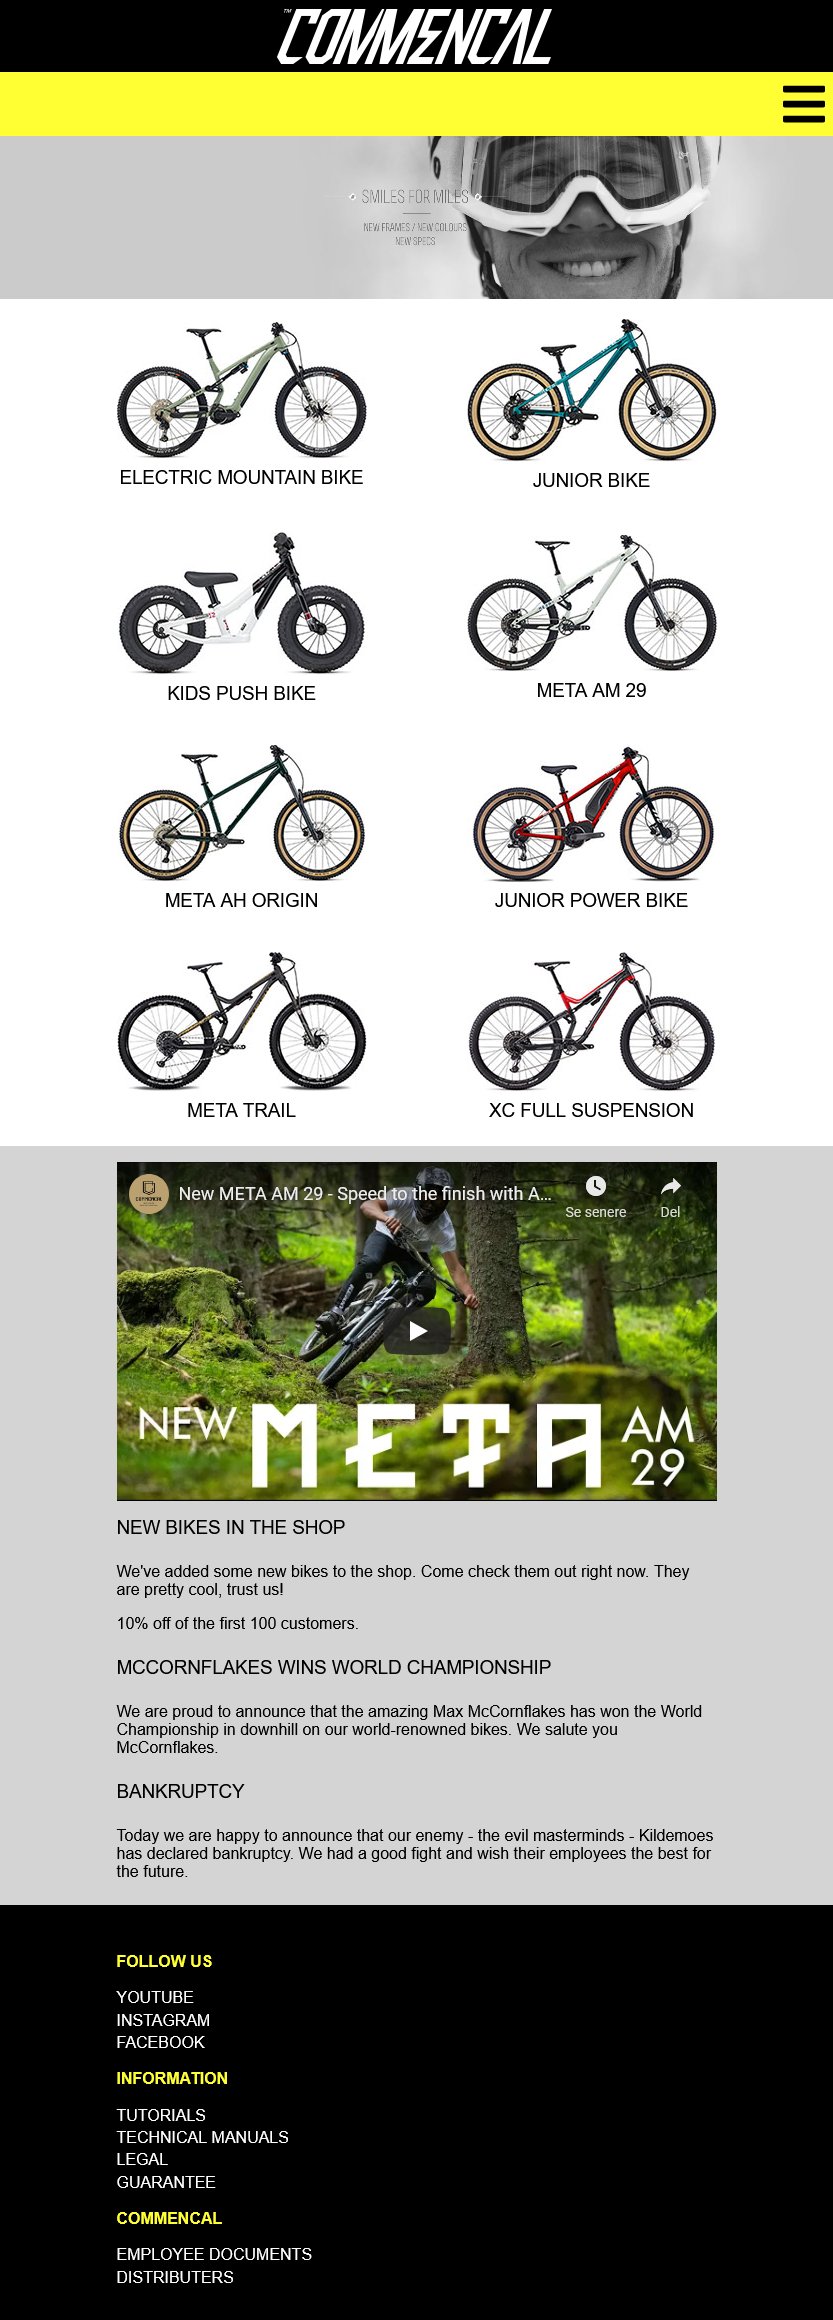 ™COMMENCAL
SMILES FOR MILES
NEW FRAMES / NEW COLOURS
NEW SPECS
ELECTRIC MOUNTAIN BIKE
JUNIOR BIKE
KIDS PUSH BIKE
META AM 29
META AH ORIGIN
JUNIOR POWER BIKE
META TRAIL
XC FULL SUSPENSION
COMMENCAL
New META AM 29 - Speed to the finish with A...
Se senere
Del
NEW META AM
29
NEW BIKES IN THE SHOP
We've added some new bikes to the shop. Come check them out right now. They
are pretty cool, trust us!
10% off of the first 100 customers.
MCCORNFLAKES WINS WORLD CHAMPIONSHIP
We are proud to announce that the amazing Max McCornflakes has won the World
Championship in downhill on our world-renowned bikes. We salute you
McCornflakes.
BANKRUPTCY
Today we are happy to announce that our enemy - the evil masterminds - Kildemoes
has declared bankruptcy. We had a good fight and wish their employees the best for
the future.
FOLLOW US
YOUTUBE
INSTAGRAM
FACEBOOK
INFORMATION
TUTORIALS
TECHNICAL MANUALS
LEGAL
GUARANTEE
COMMENCAL
EMPLOYEE DOCUMENTS
DISTRIBUTERS